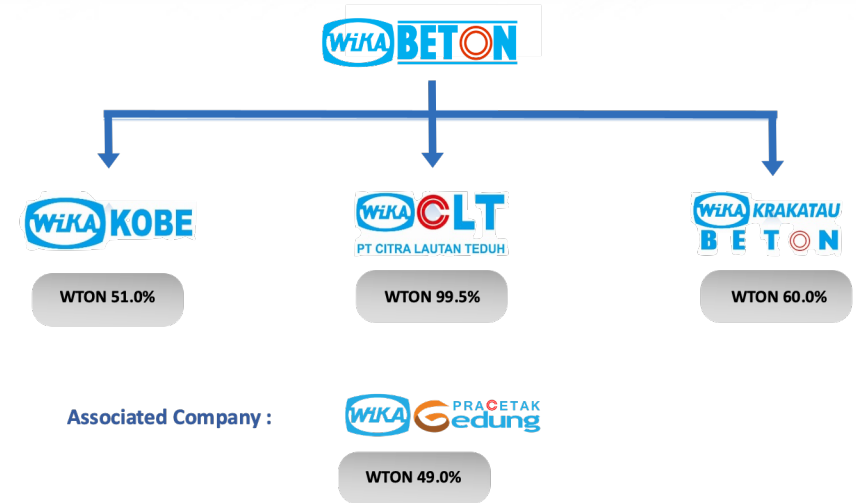 WiKA BETON
WiKA KOBE
WiKA CLT
PT CITRA LAUTAN TEDUH
WiKA KRAKATAU
BETON
WTON 51.0%
WTON 99.5%
WTON 60.0%
Associated Company :
WiKA PRACETAK
Gedung
WTON 49.0%